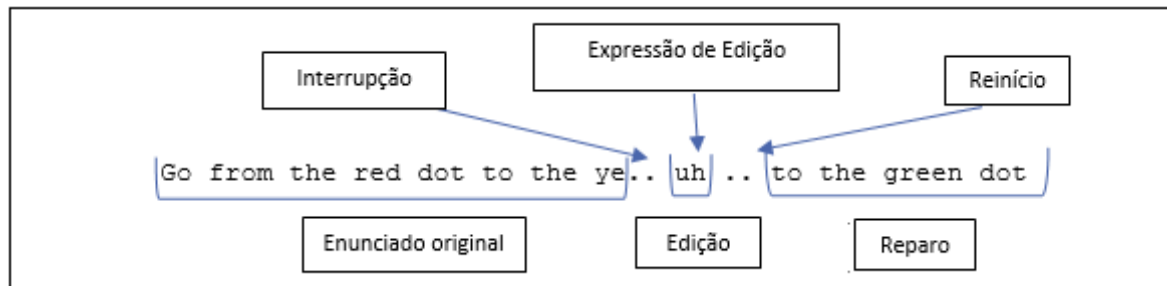 Expressão de Edição
Interrupção
Reinício
Go from the red dot to the ye.. uh .. to the green dot
Enunciado original
Edição
Reparo